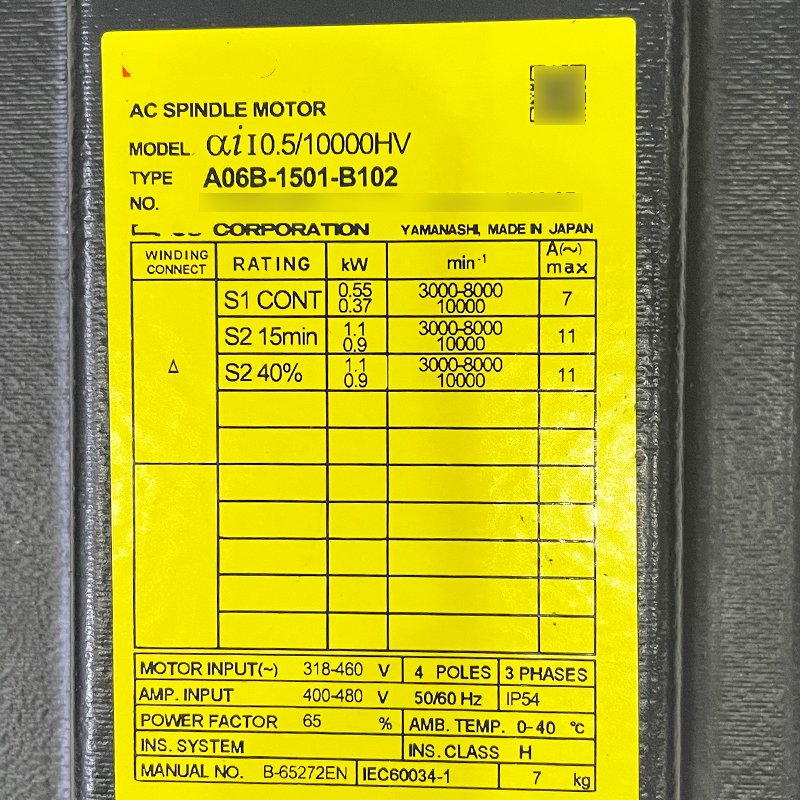 AC SPINDLE MOTOR
MODEL αiI0.5/10000HV
TYPE A06B-1501-B102
NO.
CORPORATION YAMANASHI, MADE IN JAPAN
WINDING CONNECT RATING kW min-1 A(~) max
S1 CONT 0.55 0.37 3000-8000 10000 7
Δ S2 15min 1.1 0.9 3000-8000 10000 11
S2 40% 1.1 0.9 3000-8000 10000 11
MOTOR INPUT(~) 318-460 V 4 POLES 3 PHASES
AMP. INPUT 400-480 V 50/60 Hz IP54
POWER FACTOR 65 % AMB. TEMP. 0-40 ℃
INS. SYSTEM INS. CLASS H
MANUAL NO. B-65272EN IEC60034-1 7 kg